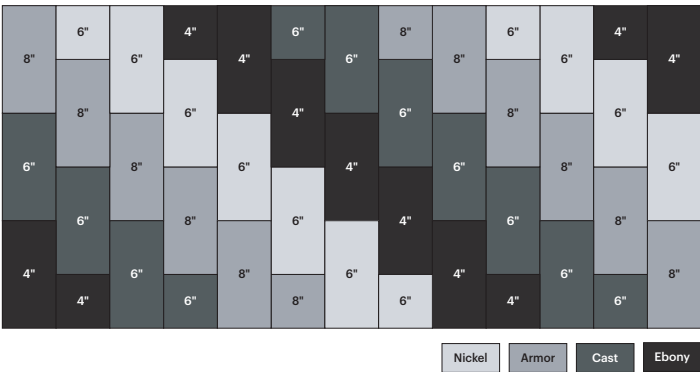 6" 4" 6" 8" 6" 4"
8" 6" 4" 6" 8" 6" 4"
8" 6" 4" 6" 8" 6"
6" 8" 6" 4" 6" 8" 6"
6" 8" 6" 4" 6" 8"
4" 6" 8" 6" 4" 6" 8"
4" 6" 8" 6" 4" 6"
Nickel Armor Cast Ebony